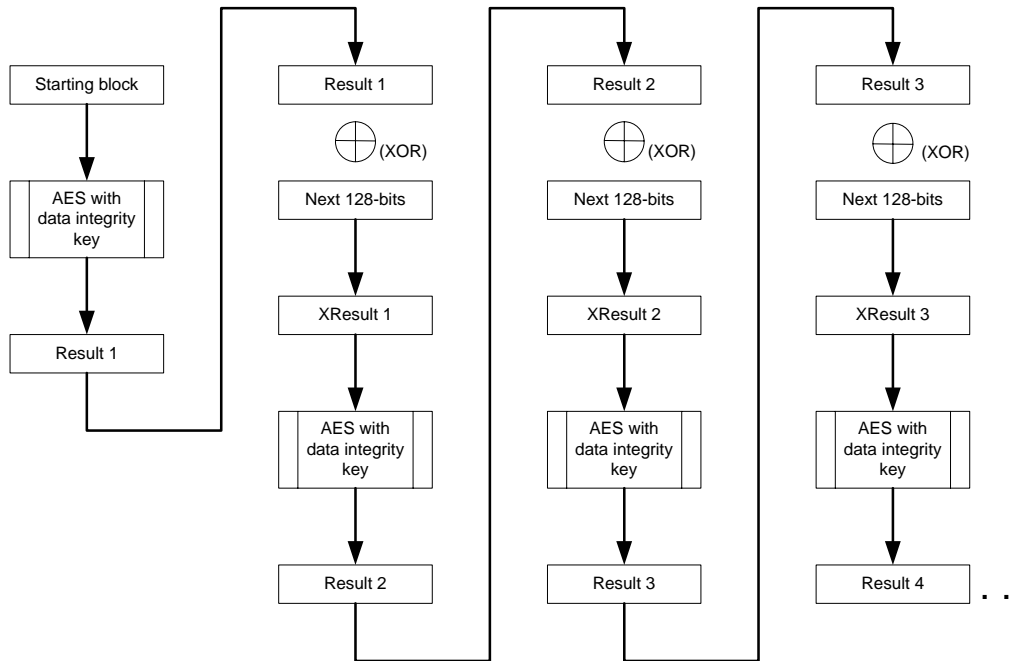 Starting block
AES with
data integrity
key
Result 1
Result 1
(XOR)
Next 128-bits
XResult 1
AES with
data integrity
key
Result 2
Result 2
(XOR)
Next 128-bits
XResult 2
AES with
data integrity
key
Result 3
Result 3
(XOR)
Next 128-bits
XResult 3
AES with
data integrity
key
Result 4 . .